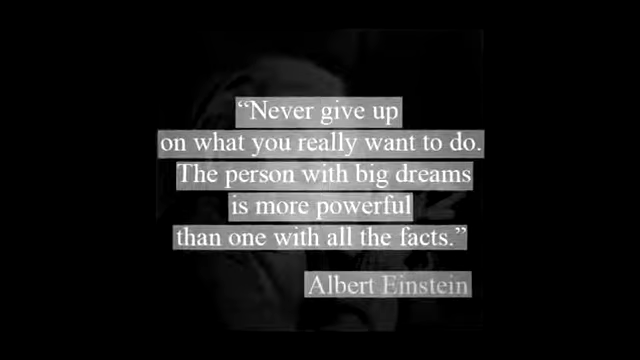 “Never give up
on what you really want to do.
The person with big dreams
is more powerful
than one with all the facts.”
Albert Einstein